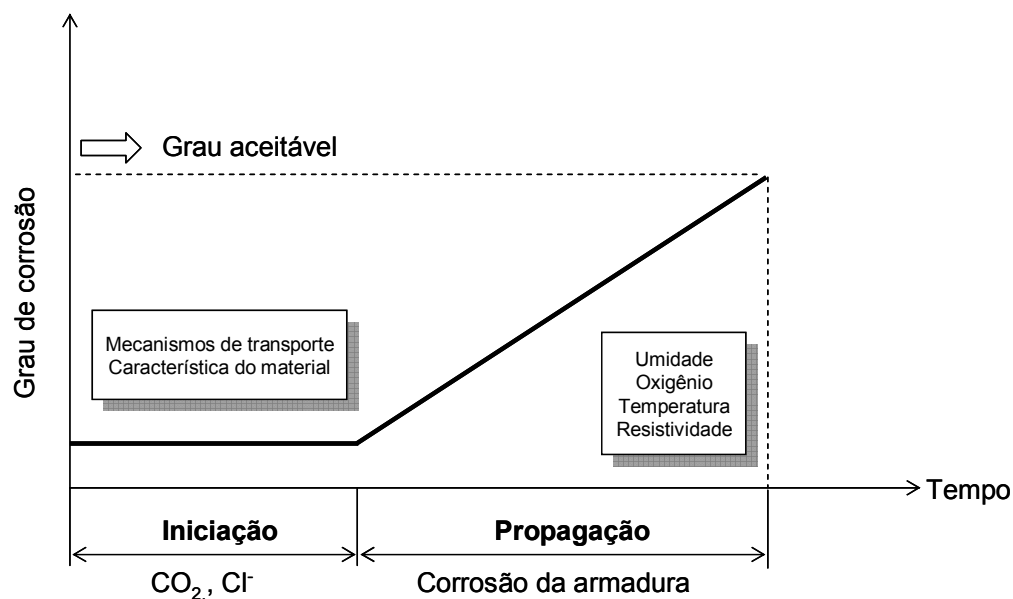 Grau aceitável
Grau de corrosão
Mecanismos de transporte
Característica do material
Umidade
Oxigênio
Temperatura
Resistividade
Tempo
Iniciação
Propagação
CO₂, Cl⁻
Corrosão da armadura